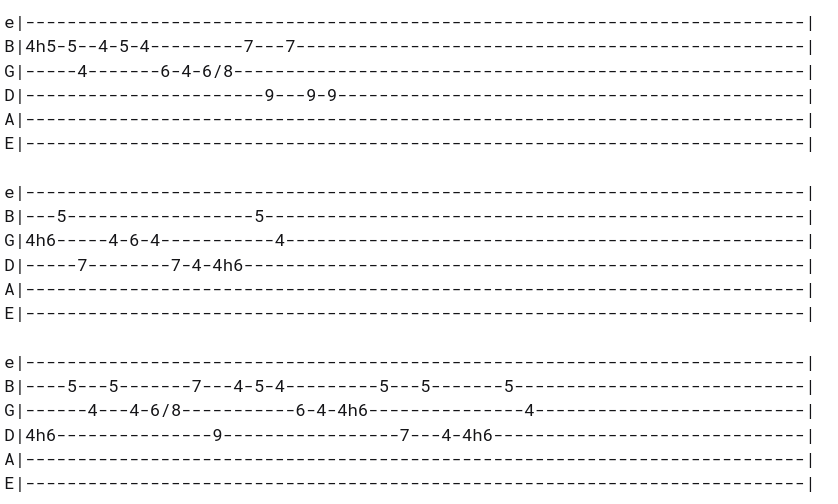 e|---------------------------------------------------------------------------|
B|4h5-5--4-5-4---------7---7-------------------------------------------------|
G|-----4-------6-4-6/8-------------------------------------------------------|
D|-----------------------9---9-9---------------------------------------------|
A|---------------------------------------------------------------------------|
E|---------------------------------------------------------------------------|
e|---------------------------------------------------------------------------|
B|---5------------------5----------------------------------------------------|
G|4h6-----4-6-4-----------4--------------------------------------------------|
D|-----7--------7-4-4h6------------------------------------------------------|
A|---------------------------------------------------------------------------|
E|---------------------------------------------------------------------------|
e|---------------------------------------------------------------------------|
B|----5---5-------7---4-5-4---------5---5-------5----------------------------|
G|------4---4-6/8-----------6-4-4h6---------------4--------------------------|
D|4h6---------------9-----------------7---4-4h6------------------------------|
A|---------------------------------------------------------------------------|
E|---------------------------------------------------------------------------|